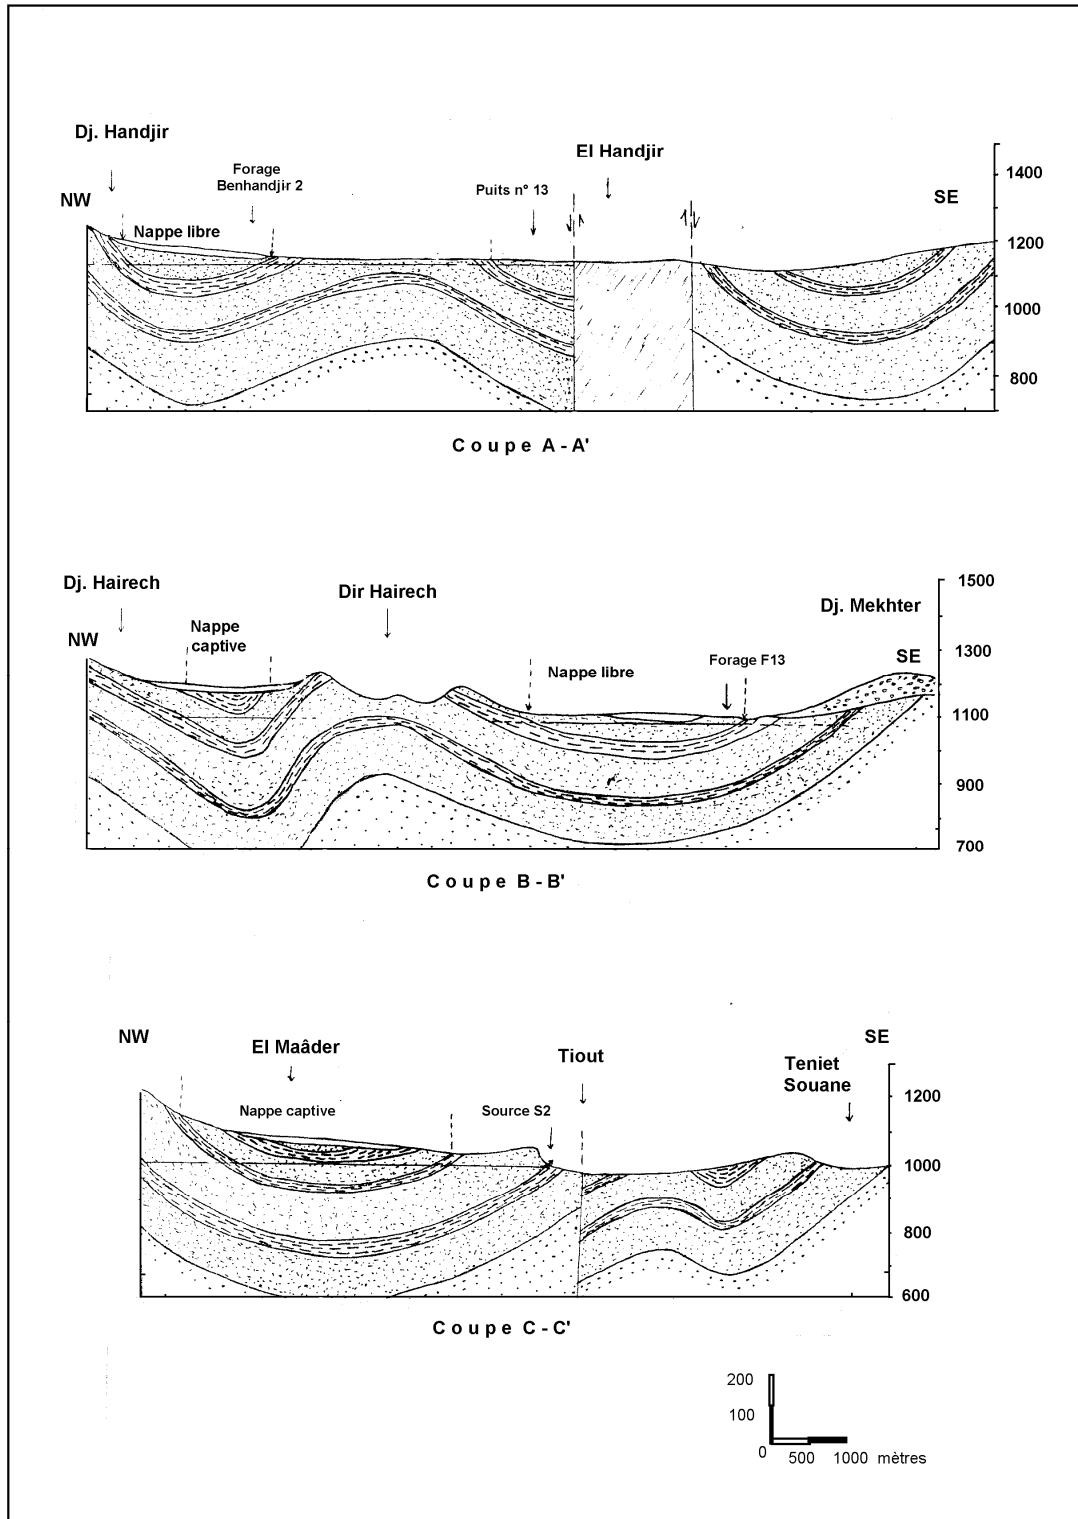 Dj. Handjir
El Handjir
Forage
Benhandjir 2
Puits n° 13
NW
SE
Nappe libre
1400
1200
1000
800
Coupe A - A'
Dj. Hairech
Dir Hairech
Dj. Mekhter
NW
Nappe
captive
Nappe libre
Forage F13
SE
1500
1300
1100
900
700
Coupe B - B'
NW
SE
El Maâder
Tiout
Teniet
Souane
Nappe captive
Source S2
1200
1000
800
600
Coupe C - C'
200
100
0 500 1000 mètres